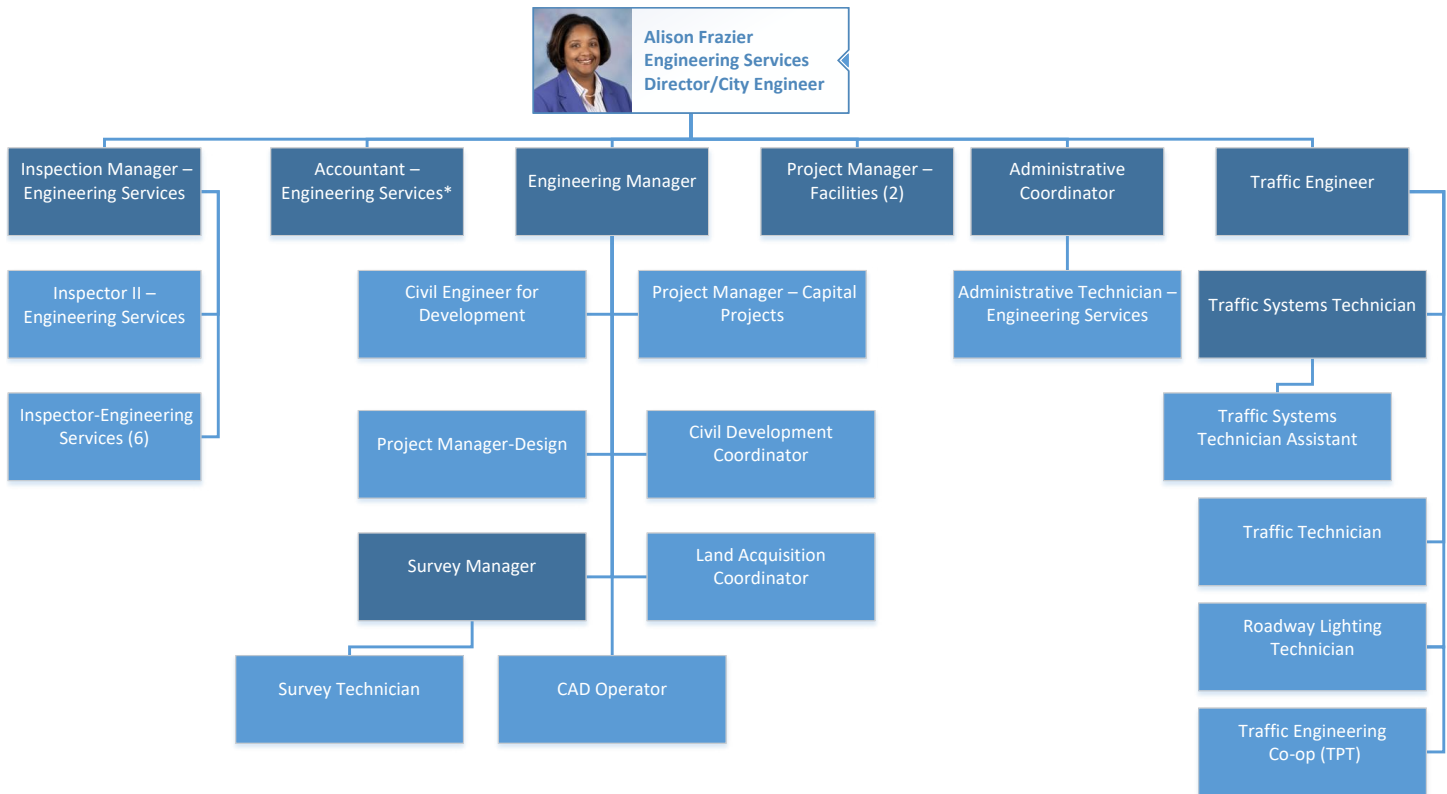 Alison Frazier
Engineering Services
Director/City Engineer
Inspection Manager –
Engineering Services
Accountant –
Engineering Services*
Engineering Manager
Project Manager –
Facilities (2)
Administrative
Coordinator
Traffic Engineer
Inspector II –
Engineering Services
Civil Engineer for
Development
Project Manager – Capital
Projects
Administrative Technician –
Engineering Services
Traffic Systems Technician
Inspector-Engineering
Services (6)
Project Manager-Design
Civil Development
Coordinator
Traffic Systems
Technician Assistant
Survey Manager
Land Acquisition
Coordinator
Traffic Technician
Survey Technician
CAD Operator
Roadway Lighting
Technician
Traffic Engineering
Co-op (TPT)